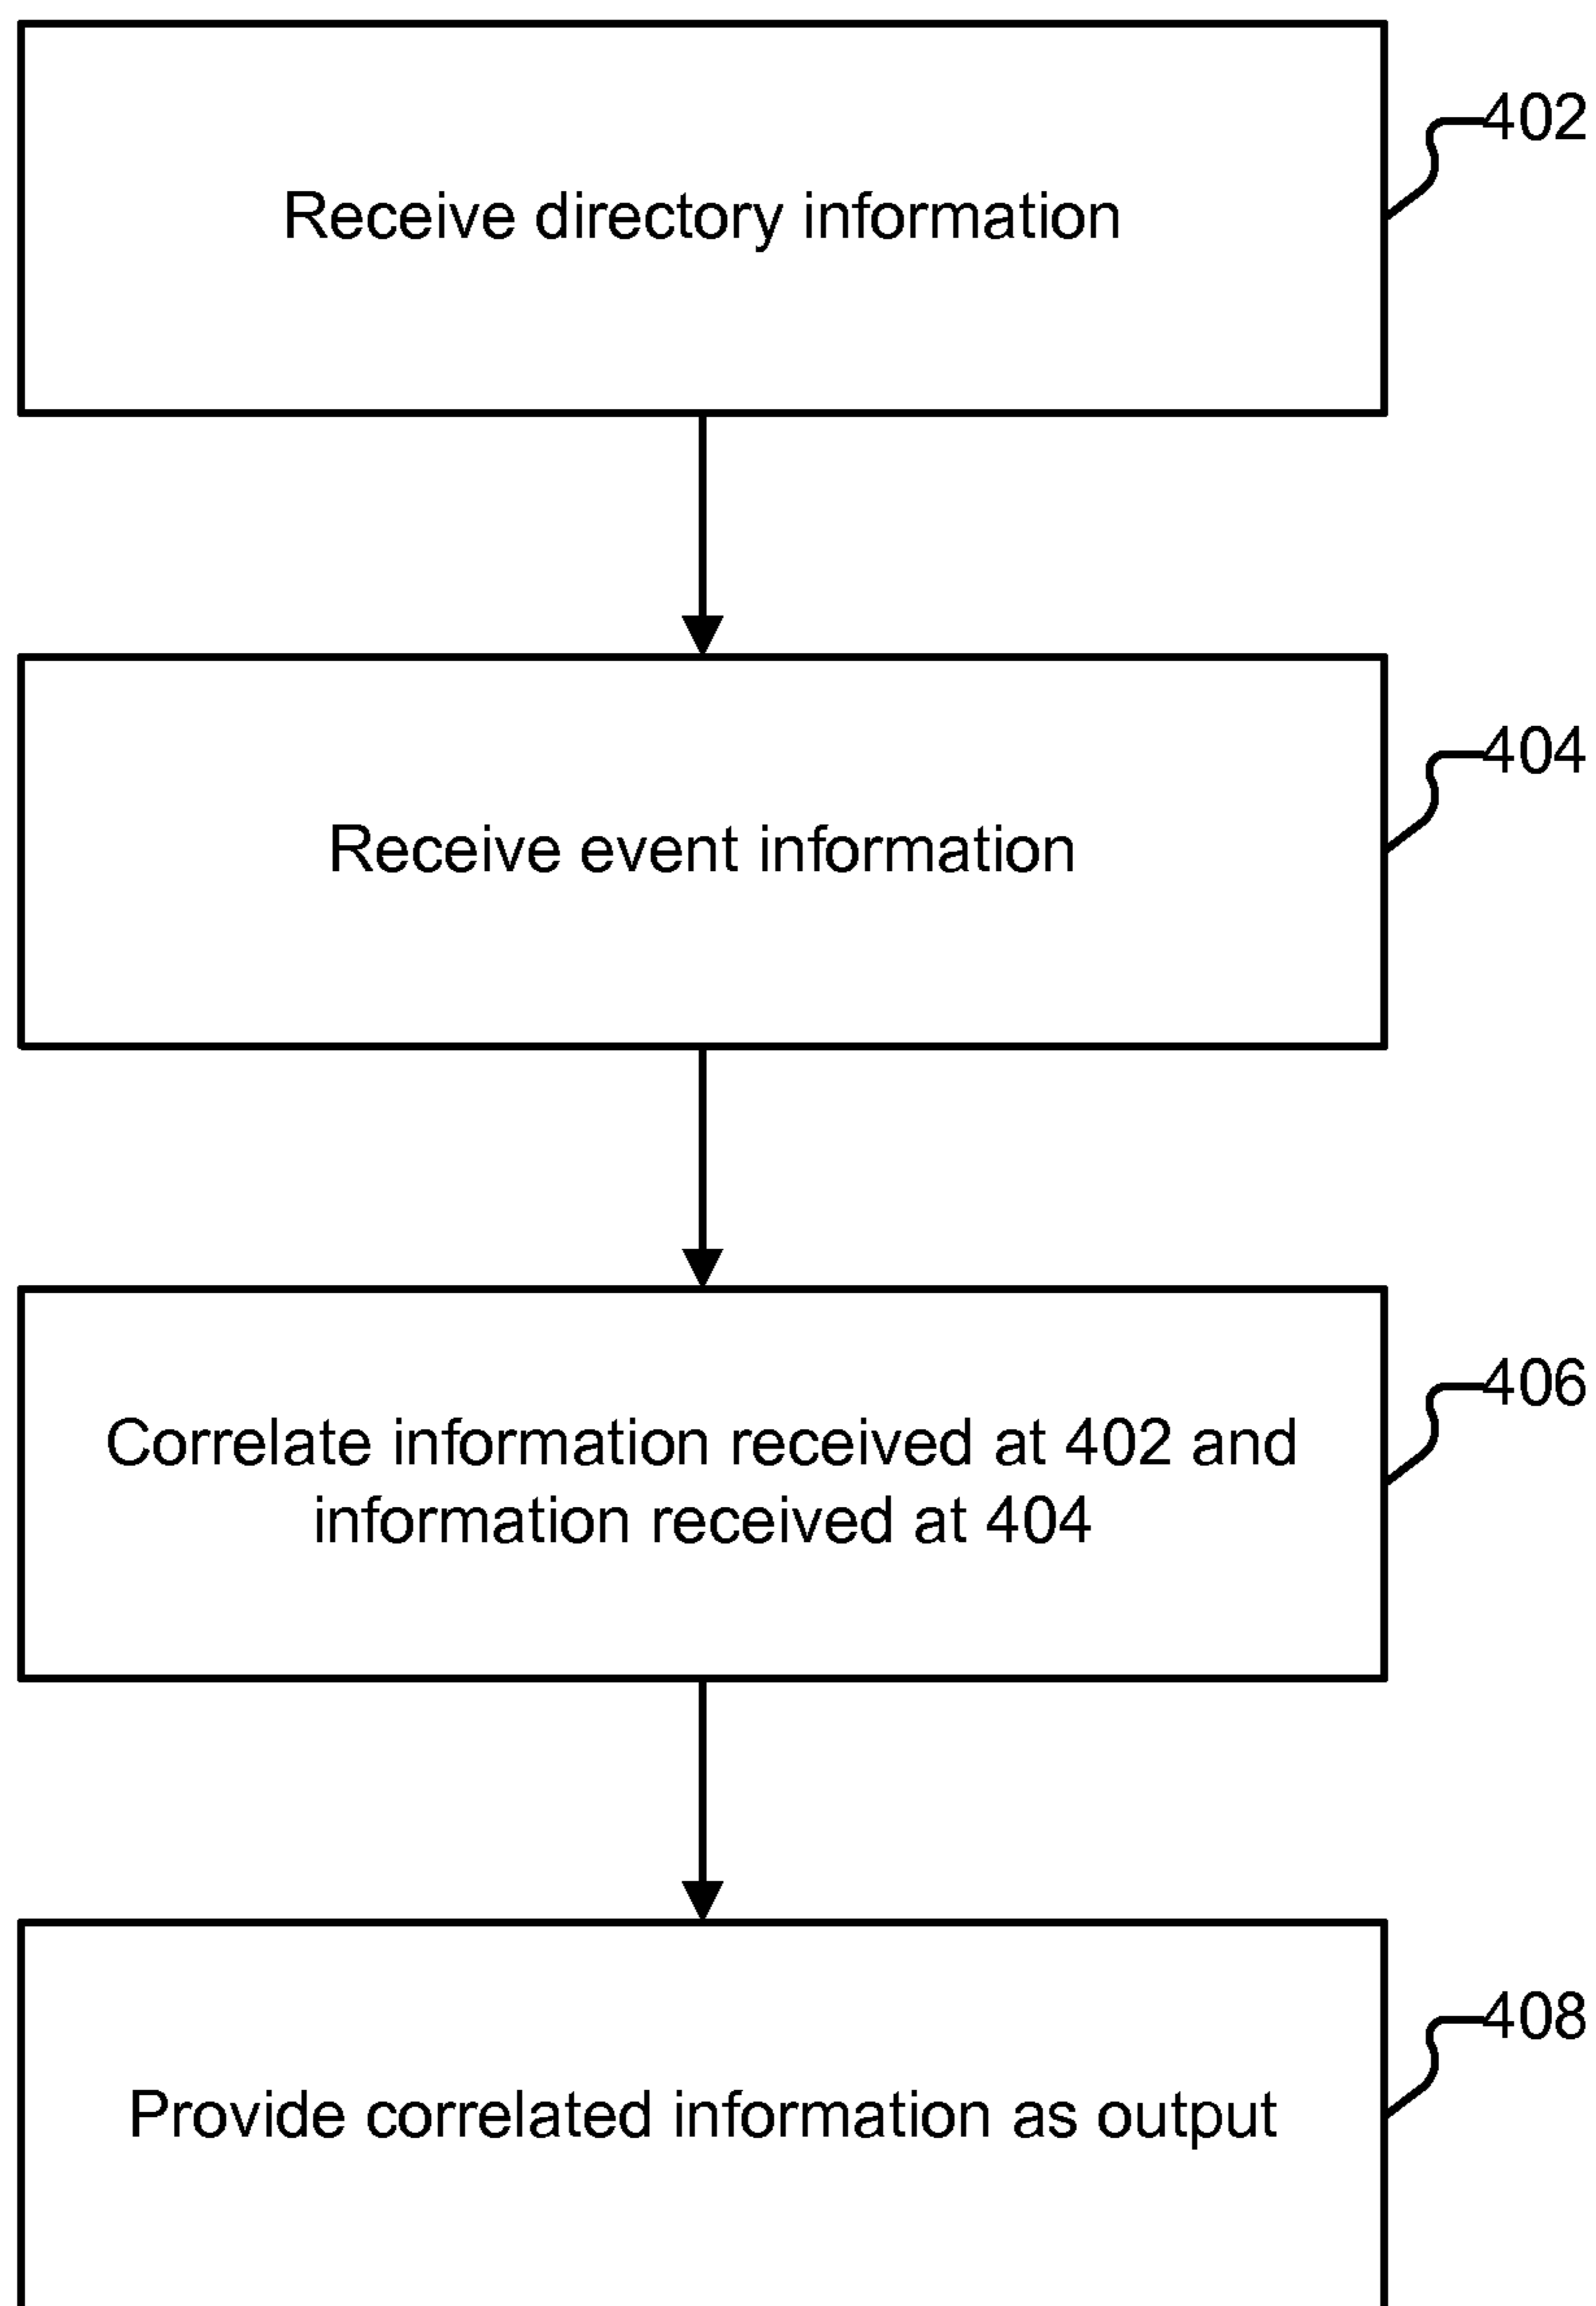 402
Receive directory information
404
Receive event information
406
Correlate information received at 402 and
information received at 404
408
Provide correlated information as output